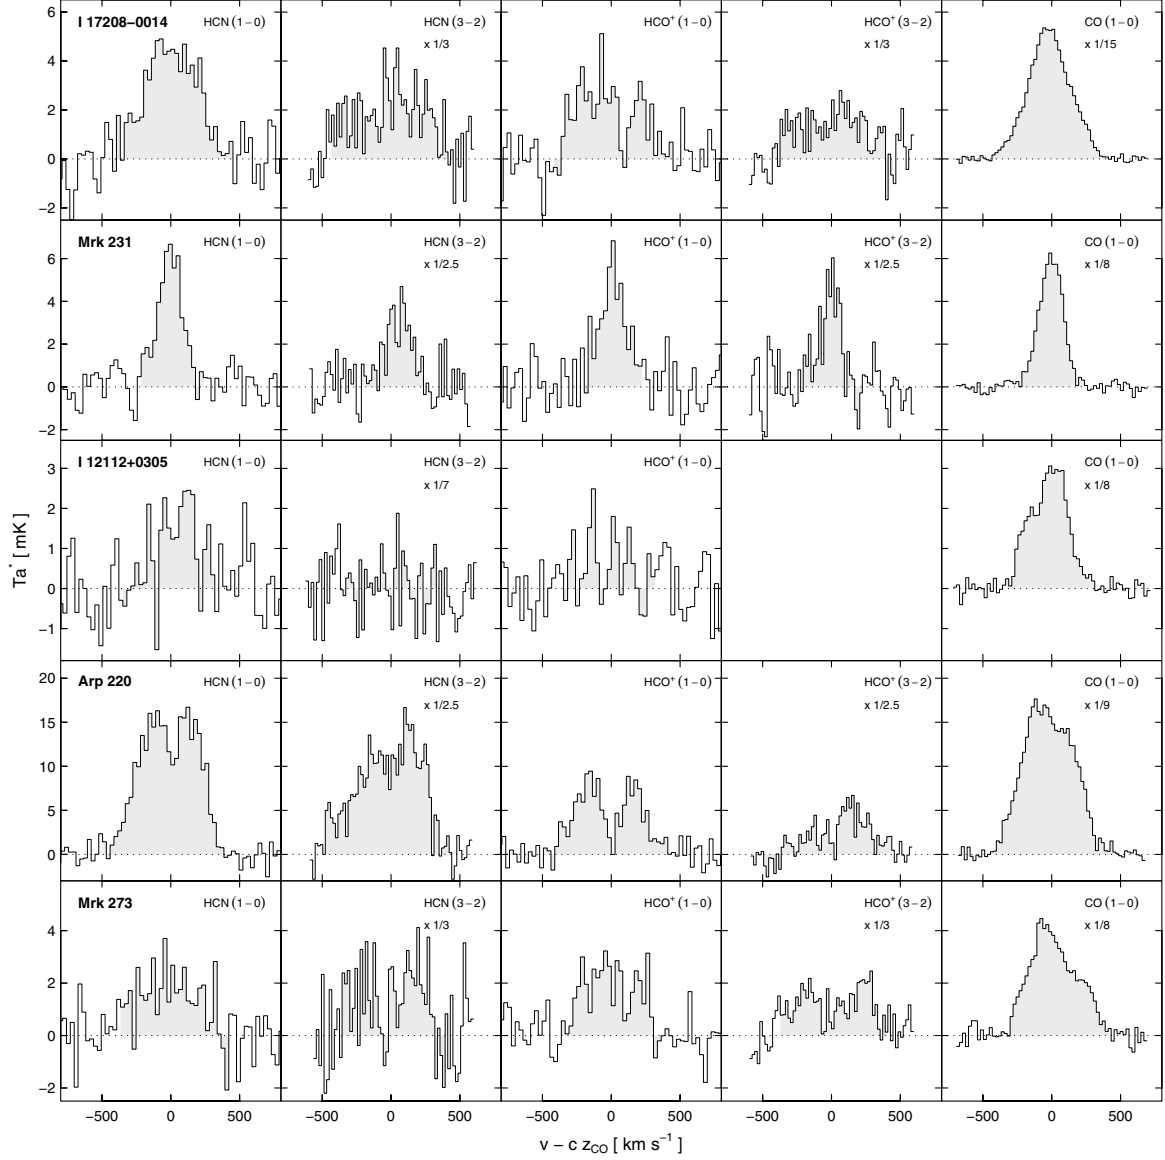 I 17208−0014 HCN (1−0) HCN (3−2) HCO⁺ (1−0) HCO⁺ (3−2) CO (1−0)
x 1/3 x 1/3 x 1/15
6
4
2
0
−2
Mrk 231 HCN (1−0) HCN (3−2) HCO⁺ (1−0) HCO⁺ (3−2) CO (1−0)
x 1/2.5 x 1/2.5 x 1/8
6
4
2
0
−2
I 12112+0305 HCN (1−0) HCN (3−2) HCO⁺ (1−0) CO (1−0)
x 1/7 x 1/8
3
2
1
0
−1
Ta* [ mK ]
Arp 220 HCN (1−0) HCN (3−2) HCO⁺ (1−0) HCO⁺ (3−2) CO (1−0)
x 1/2.5 x 1/2.5 x 1/9
20
15
10
5
0
Mrk 273 HCN (1−0) HCN (3−2) HCO⁺ (1−0) HCO⁺ (3−2) CO (1−0)
x 1/3 x 1/3 x 1/8
4
2
0
−2
−500 0 500 −500 0 500 −500 0 500 −500 0 500 −500 0 500
v − c z_CO [ km s⁻¹ ]